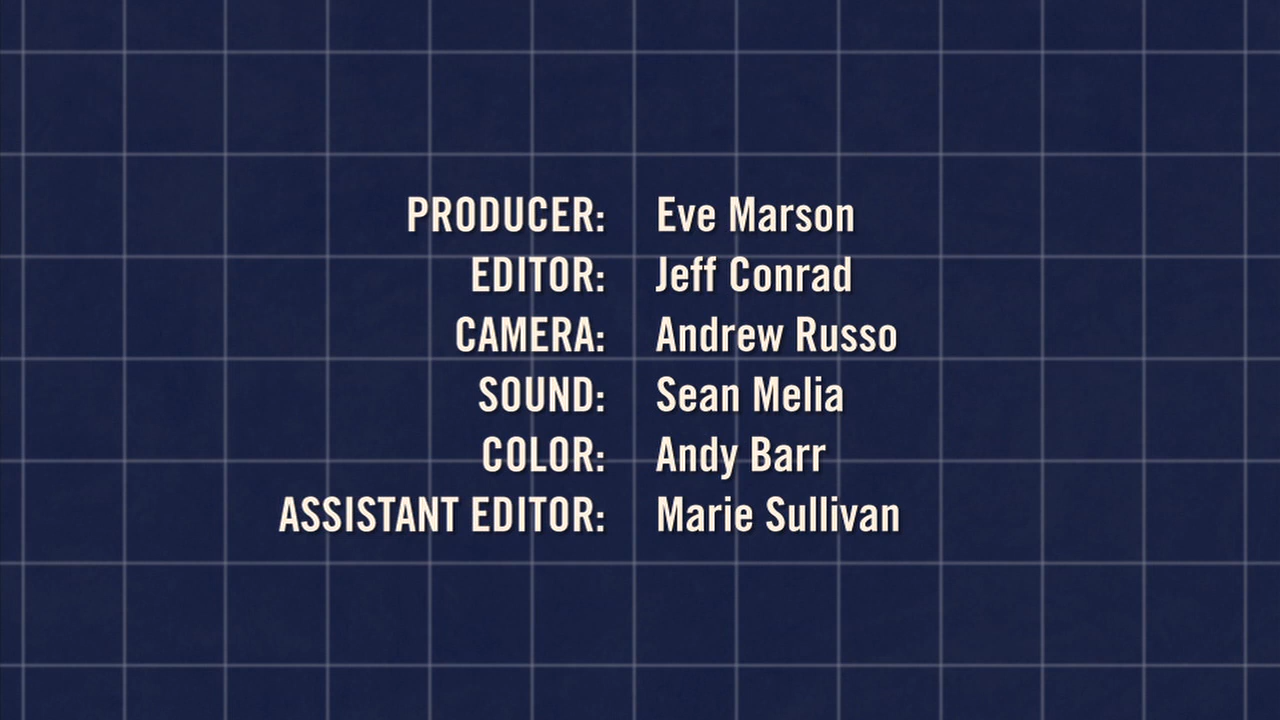 PRODUCER: Eve Marson
EDITOR: Jeff Conrad
CAMERA: Andrew Russo
SOUND: Sean Melia
COLOR: Andy Barr
ASSISTANT EDITOR: Marie Sullivan